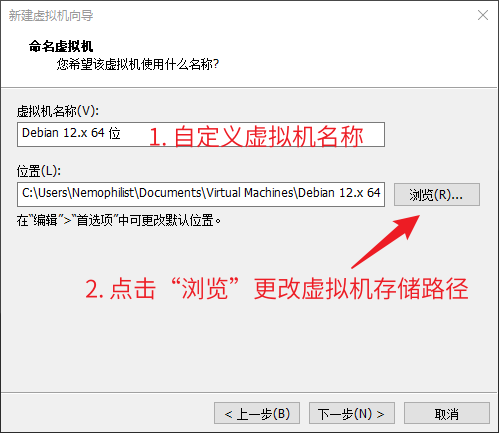 新建虚拟机向导
命名虚拟机
您希望该虚拟机使用什么名称?
虚拟机名称(V):
Debian 12.x 64 位
1. 自定义虚拟机名称
位置(L):
C:\Users\Nemophilist\Documents\Virtual Machines\Debian 12.x 64
浏览(R)...
在“编辑”>“首选项”中可更改默认位置。
2. 点击“浏览”更改虚拟机存储路径
< 上一步(B)
下一步(N) >
取消